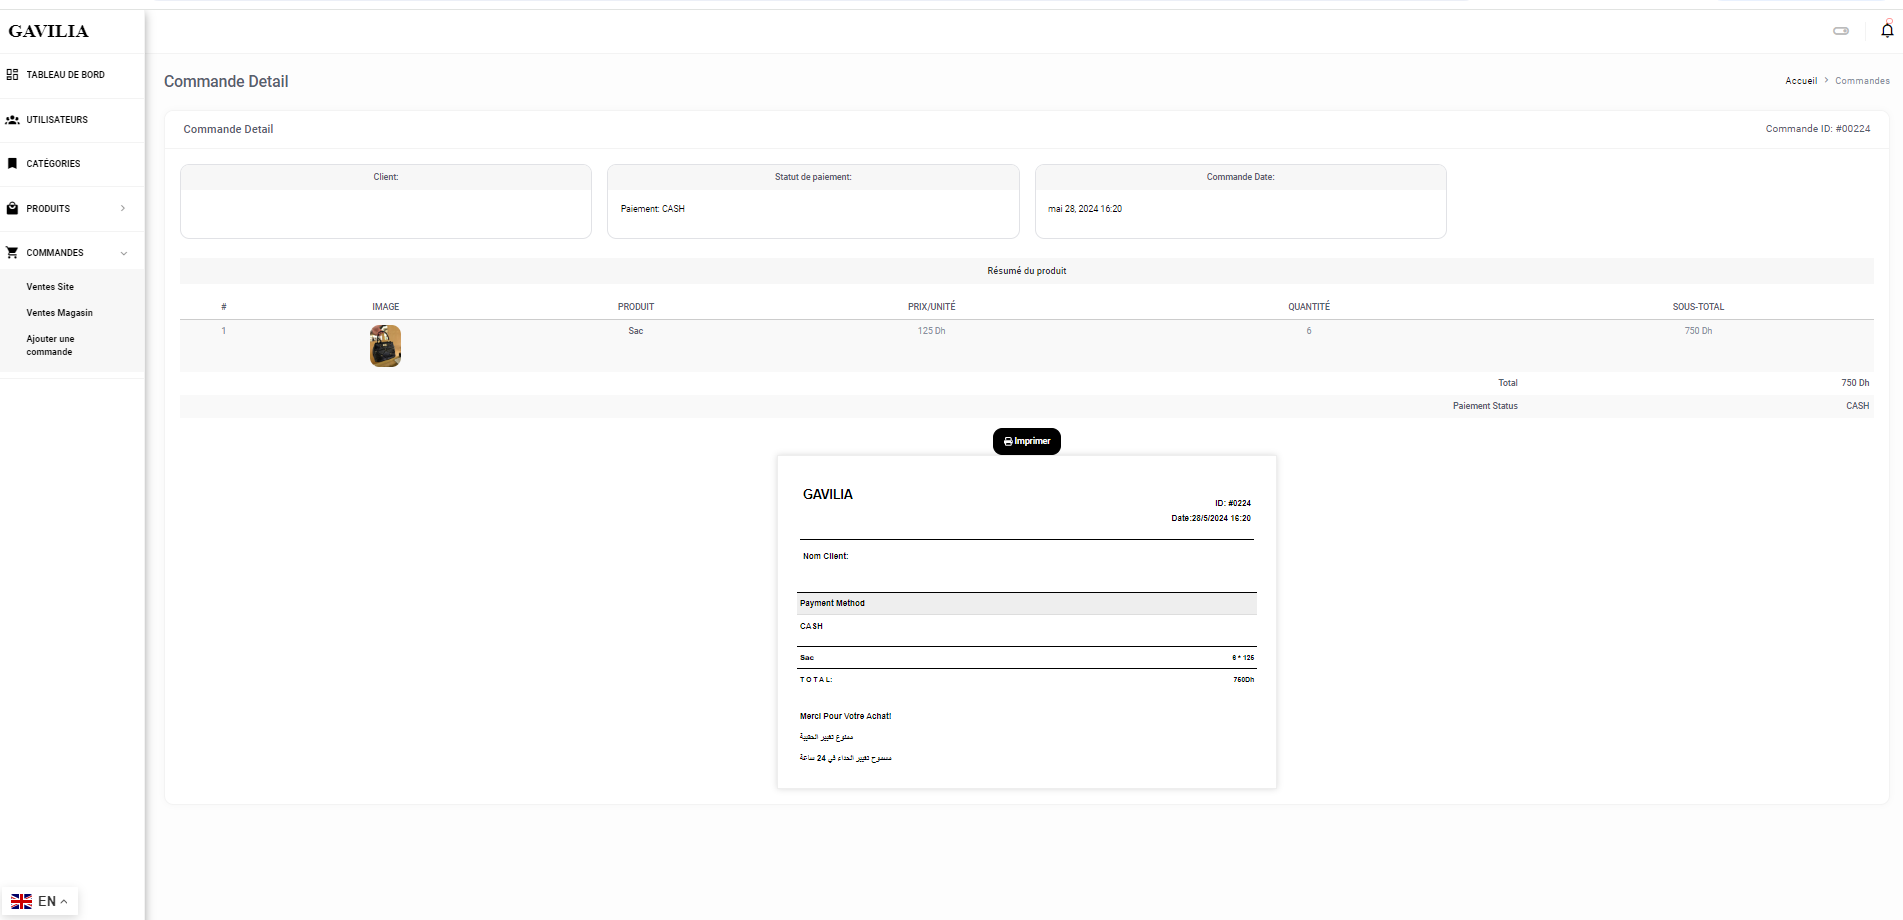 GAVILIA
TABLEAU DE BORD
UTILISATEURS
CATÉGORIES
PRODUITS
COMMANDES
Ventes Site
Ventes Magasin
Ajouter une
commande
EN
Commande Detail
Accueil > Commandes
Commande Detail
Commande ID: #00224
Client:
Statut de paiement:
Paiement: CASH
Commande Date:
mai 28, 2024 16:20
Résumé du produit
# IMAGE PRODUIT PRIX/UNITÉ QUANTITÉ SOUS-TOTAL
1 Sac 125 Dh 6 750 Dh
Total 750 Dh
Paiement Status CASH
Imprimer
GAVILIA
ID: #0224
Date:28/5/2024 16:20
Nom Client:
Payment Method
CASH
Sac 6 * 125
TOTAL: 750Dh
Merci Pour Votre Achat!
ممنوع تغيير الحقيبة
مسموح تغيير الحذاء في 24 ساعة